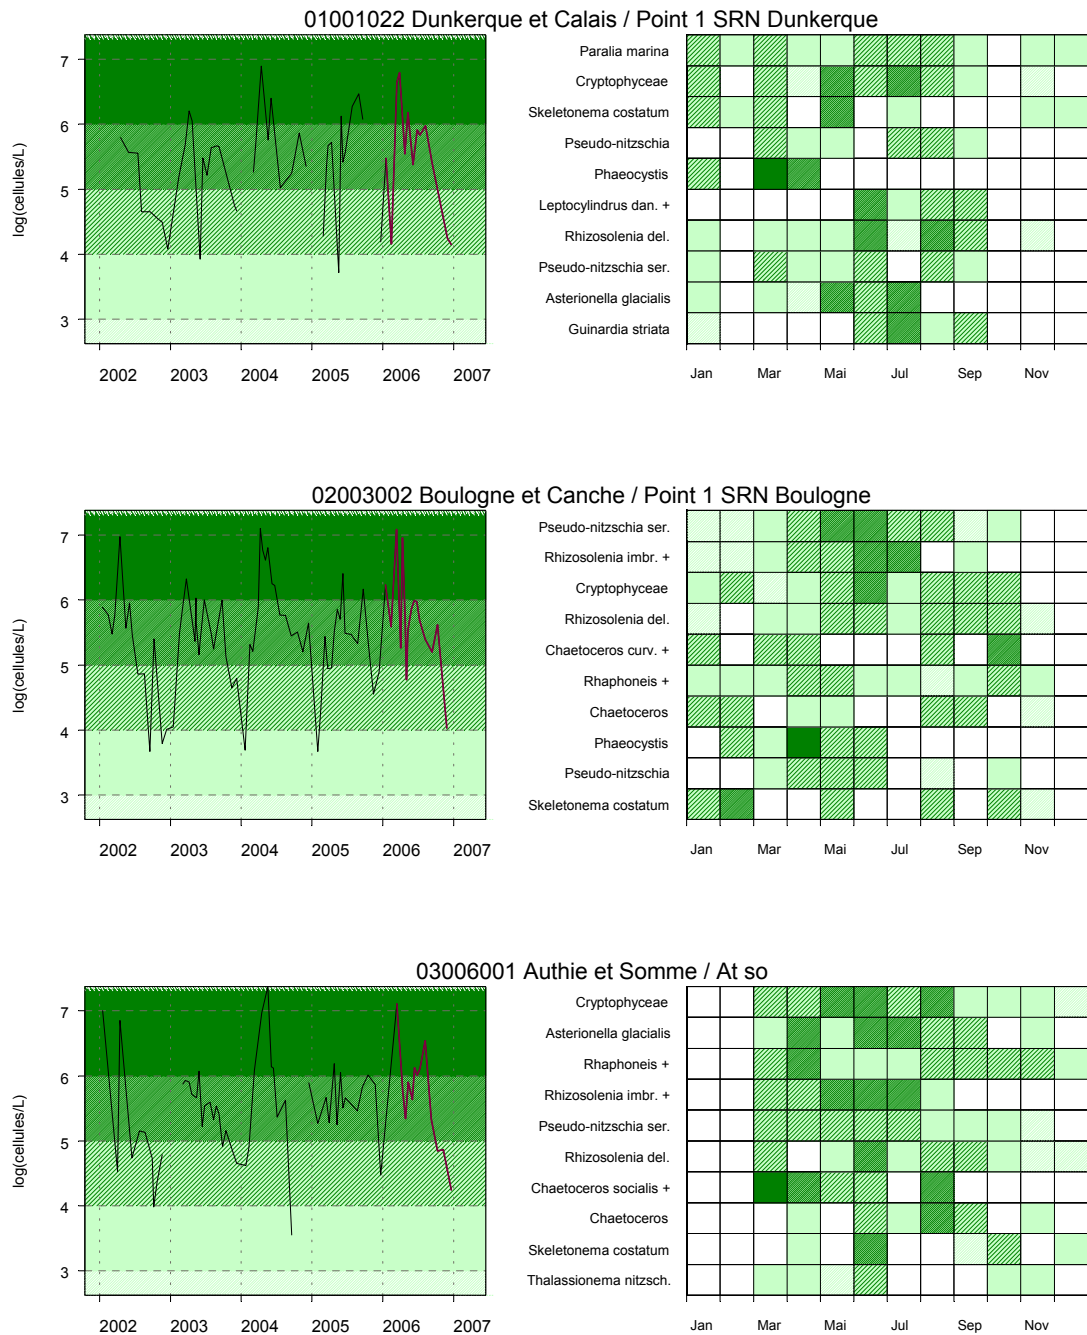 01001022 Dunkerque et Calais / Point 1 SRN Dunkerque
log(cellules/L)
7
6
5
4
3
2002 2003 2004 2005 2006 2007
Paralia marina
Cryptophyceae
Skeletonema costatum
Pseudo-nitzschia
Phaeocystis
Leptocylindrus dan. +
Rhizosolenia del.
Pseudo-nitzschia ser.
Asterionella glacialis
Guinardia striata
Jan Mar Mai Jul Sep Nov
02003002 Boulogne et Canche / Point 1 SRN Boulogne
log(cellules/L)
7
6
5
4
3
2002 2003 2004 2005 2006 2007
Pseudo-nitzschia ser.
Rhizosolenia imbr. +
Cryptophyceae
Rhizosolenia del.
Chaetoceros curv. +
Rhaphoneis +
Chaetoceros
Phaeocystis
Pseudo-nitzschia
Skeletonema costatum
Jan Mar Mai Jul Sep Nov
03006001 Authie et Somme / At so
log(cellules/L)
7
6
5
4
3
2002 2003 2004 2005 2006 2007
Cryptophyceae
Asterionella glacialis
Rhaphoneis +
Rhizosolenia imbr. +
Pseudo-nitzschia ser.
Rhizosolenia del.
Chaetoceros socialis +
Chaetoceros
Skeletonema costatum
Thalassionema nitzsch.
Jan Mar Mai Jul Sep Nov